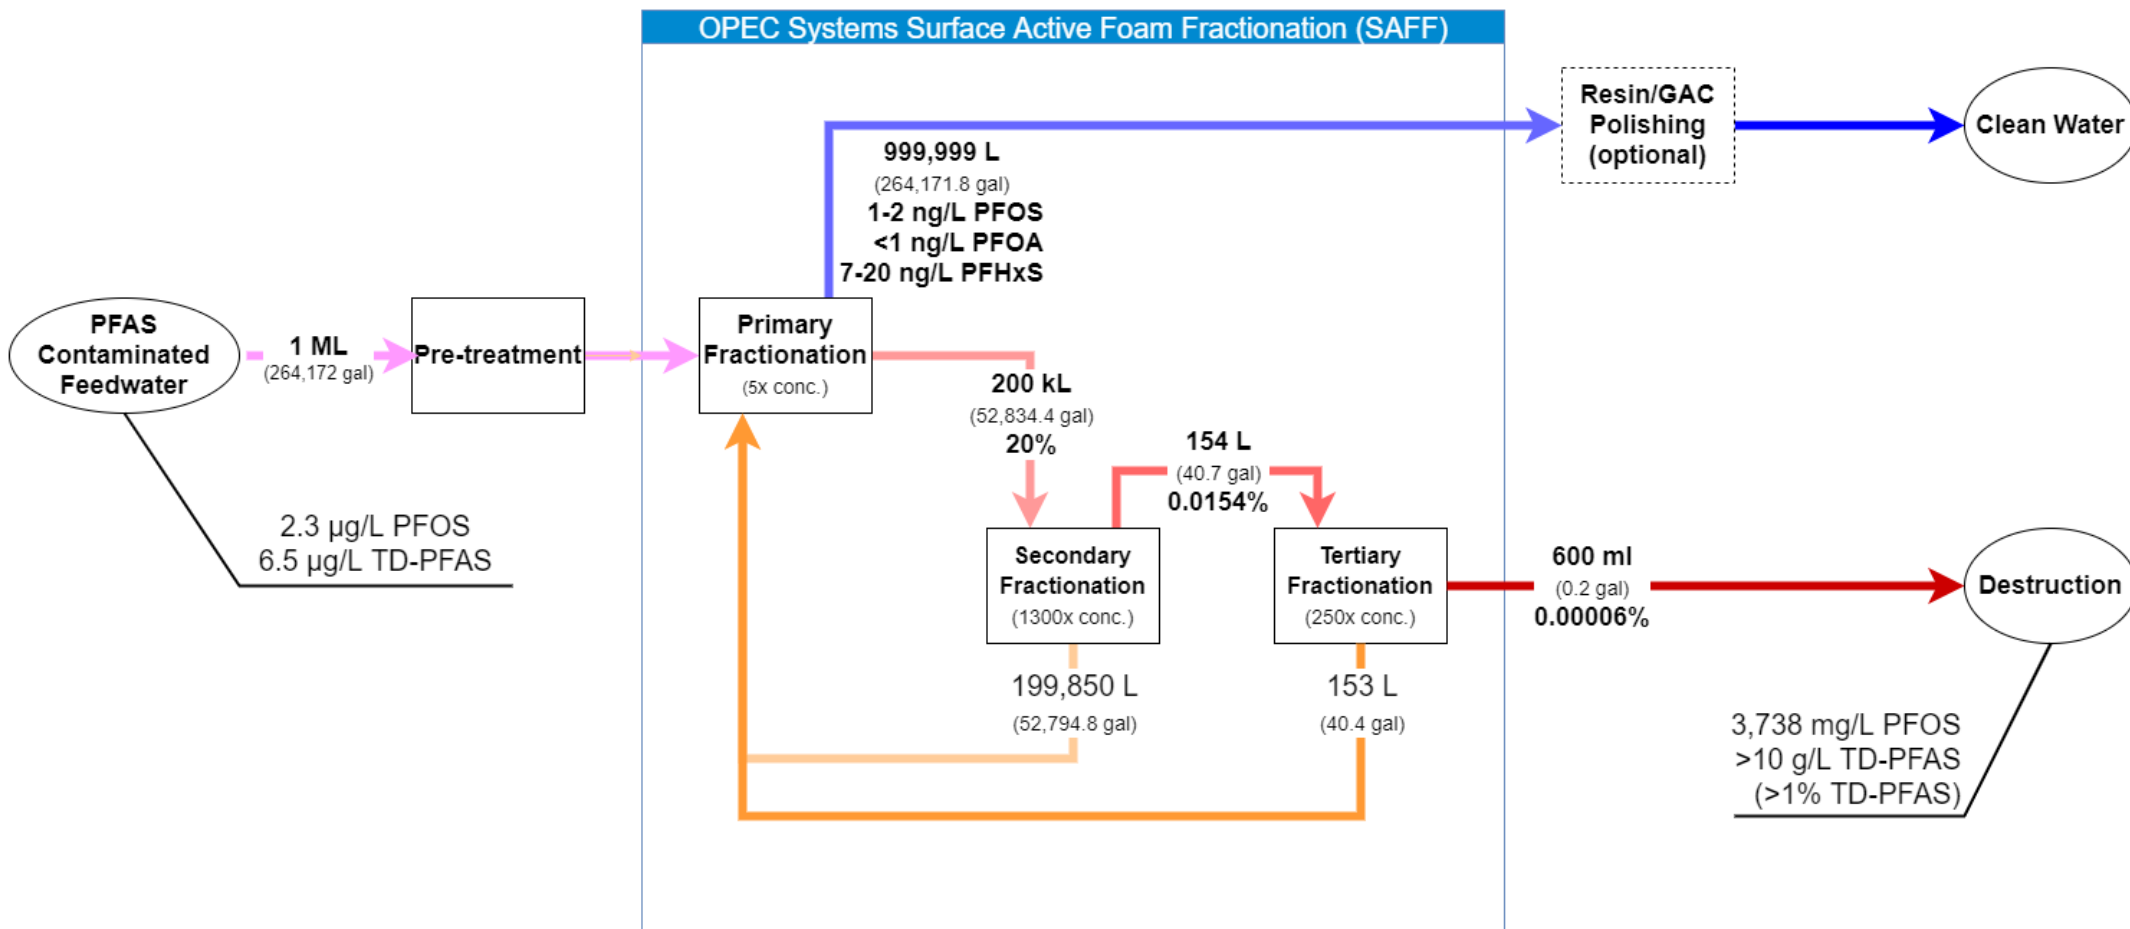 OPEC Systems Surface Active Foam Fractionation (SAFF)
Resin/GAC
Polishing
(optional)
Clean Water
999,999 L
(264,171.8 gal)
1-2 ng/L PFOS
<1 ng/L PFOA
7-20 ng/L PFHxS
PFAS
Contaminated
Feedwater
1 ML
(264,172 gal)
Pre-treatment
Primary
Fractionation
(5x conc.)
200 kL
(52,834.4 gal)
20%
154 L
(40.7 gal)
0.0154%
2.3 µg/L PFOS
6.5 µg/L TD-PFAS
Secondary
Fractionation
(1300x conc.)
Tertiary
Fractionation
(250x conc.)
600 ml
(0.2 gal)
0.00006%
Destruction
199,850 L
(52,794.8 gal)
153 L
(40.4 gal)
3,738 mg/L PFOS
>10 g/L TD-PFAS
(>1% TD-PFAS)